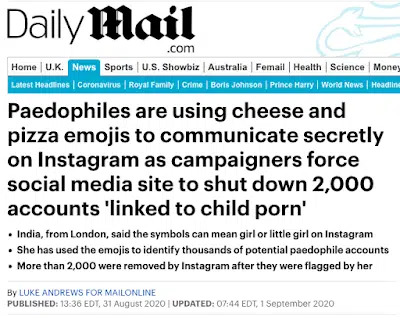 Daily Mail
.com
Home U.K. News Sports U.S. Showbiz Australia Femail Health Science Money
Latest Headlines Coronavirus Royal Family Crime Boris Johnson Prince Harry World News Headline
Paedophiles are using cheese and
pizza emojis to communicate secretly
on Instagram as campaigners force
social media site to shut down 2,000
accounts 'linked to child porn'
• India, from London, said the symbols can mean girl or little girl on Instagram
• She has used the emojis to identify thousands of potential paedophile accounts
• More than 2,000 were removed by Instagram after they were flagged by her
By LUKE ANDREWS FOR MAILONLINE
PUBLISHED: 13:36 EDT, 31 August 2020 | UPDATED: 07:44 EDT, 1 September 2020